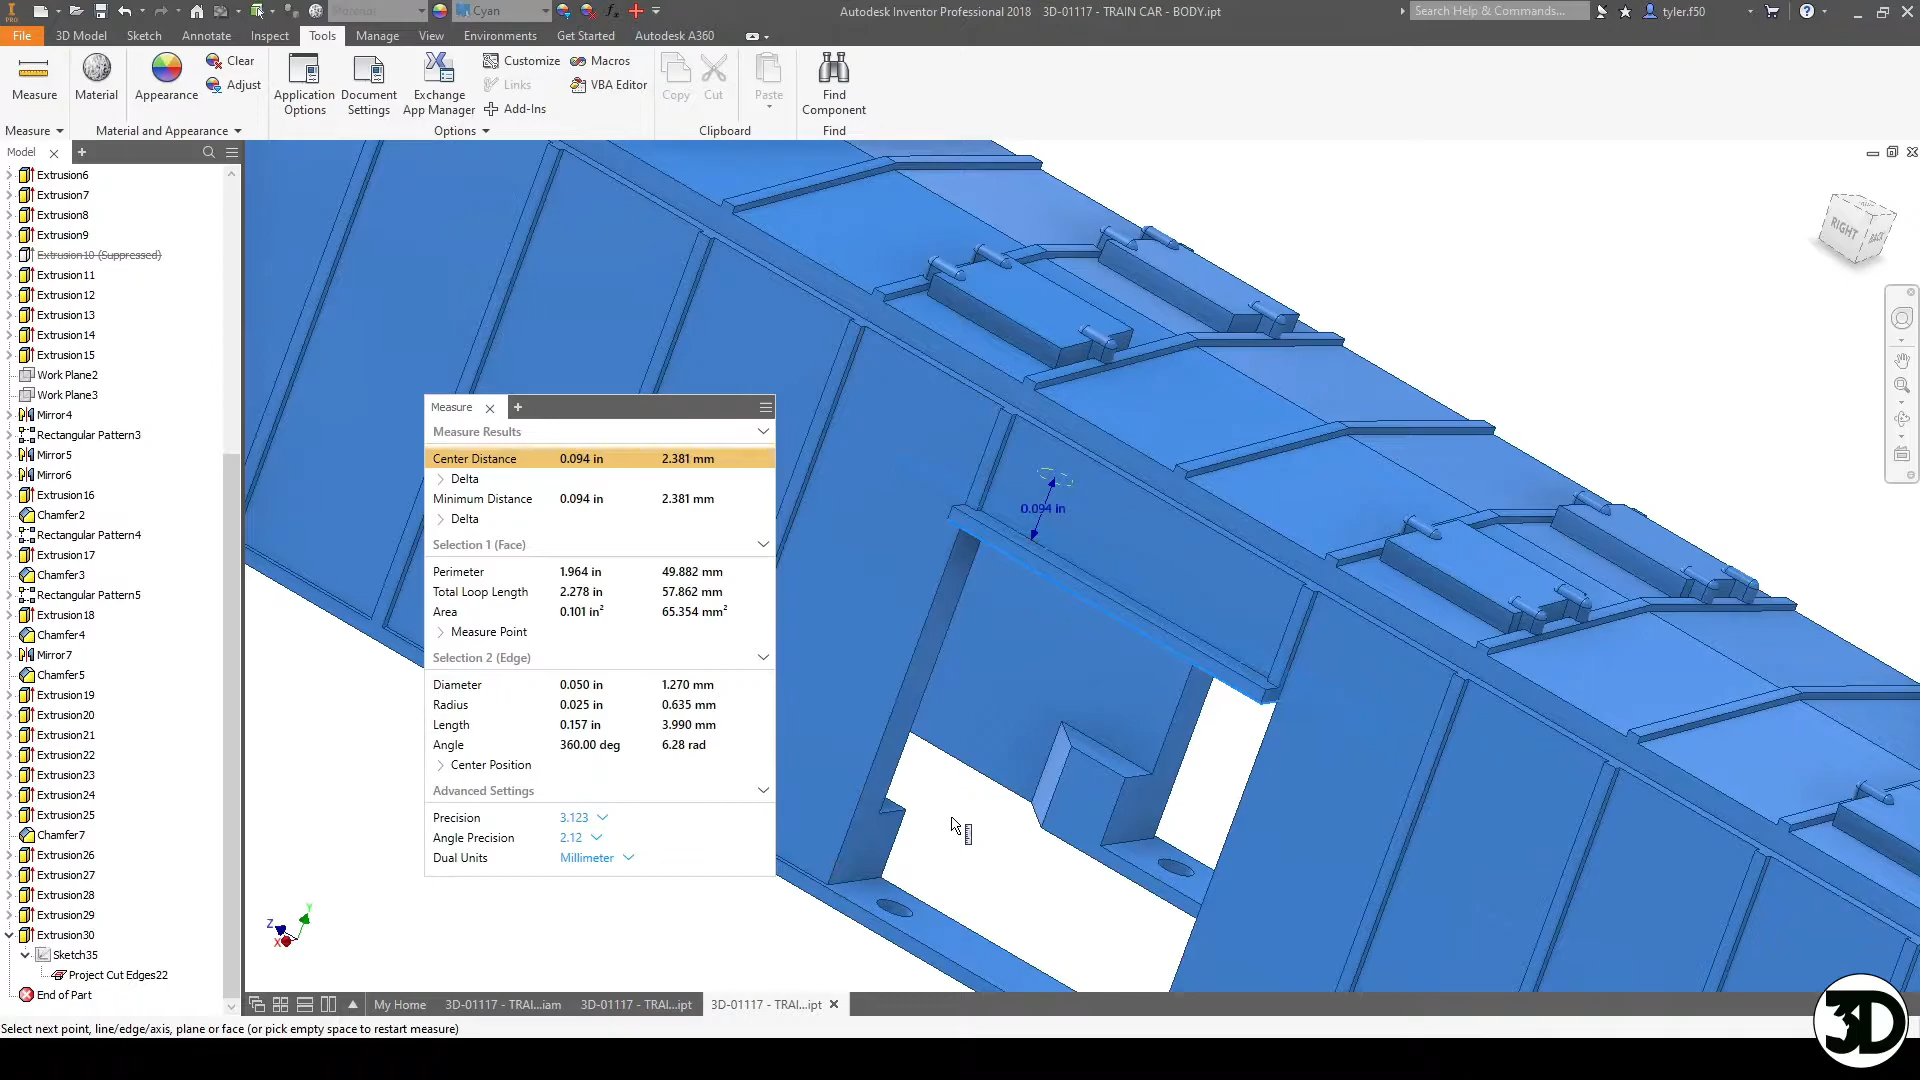 PRO
Material
Cyan
Autodesk Inventor Professional 2018 3D-01117 - TRAIN CAR - BODY.ipt
Search Help & Commands...
tyler.f50
File
3D Model
Sketch
Annotate
Inspect
Tools
Manage
View
Environments
Get Started
Autodesk A360
Measure
Material
Appearance
Clear
Adjust
Application Options
Document Settings
Exchange App Manager
Customize
Links
Add-Ins
Macros
VBA Editor
Copy
Cut
Paste
Find Component
Measure
Material and Appearance
Options
Clipboard
Find
Model
Extrusion6
Extrusion7
Extrusion8
Extrusion9
Extrusion10 (Suppressed)
Extrusion11
Extrusion12
Extrusion13
Extrusion14
Extrusion15
Work Plane2
Work Plane3
Mirror4
Rectangular Pattern3
Mirror5
Mirror6
Extrusion16
Chamfer2
Rectangular Pattern4
Extrusion17
Chamfer3
Rectangular Pattern5
Extrusion18
Chamfer4
Mirror7
Chamfer5
Extrusion19
Extrusion20
Extrusion21
Extrusion22
Extrusion23
Extrusion24
Extrusion25
Chamfer7
Extrusion26
Extrusion27
Extrusion28
Extrusion29
Extrusion30
Sketch35
Project Cut Edges22
End of Part
Measure
Measure Results
Center Distance 0.094 in 2.381 mm
Delta
Minimum Distance 0.094 in 2.381 mm
Delta
Selection 1 (Face)
Perimeter 1.964 in 49.882 mm
Total Loop Length 2.278 in 57.862 mm
Area 0.101 in² 65.354 mm²
Measure Point
Selection 2 (Edge)
Diameter 0.050 in 1.270 mm
Radius 0.025 in 0.635 mm
Length 0.157 in 3.990 mm
Angle 360.00 deg 6.28 rad
Center Position
Advanced Settings
Precision 3.123
Angle Precision 2.12
Dual Units Millimeter
0.094 in
RIGHT
BACK
Y
Z
X
My Home
3D-01117 - TRAI...iam
3D-01117 - TRAI...ipt
3D-01117 - TRAI...ipt
Select next point, line/edge/axis, plane or face (or pick empty space to restart measure)
3D